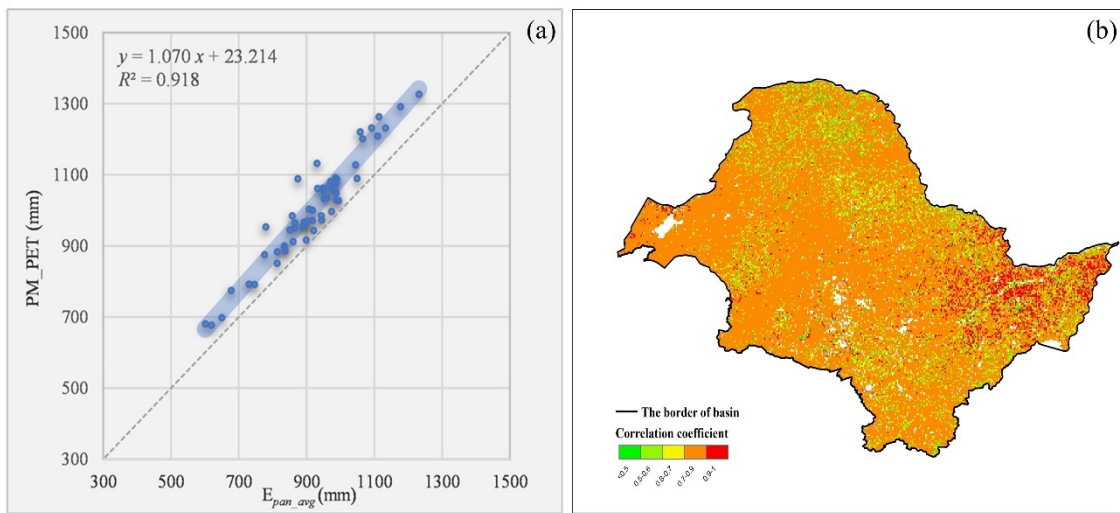 (a)
y = 1.070 x + 23.214
R² = 0.918
1500
1300
1100
900
700
500
300
PM_PET (mm)
300 500 700 900 1100 1300 1500
E_pan_avg (mm)
(b)
The border of basin
Correlation coefficient
<0.5 0.5-0.6 0.6-0.7 0.7-0.9 0.9-1